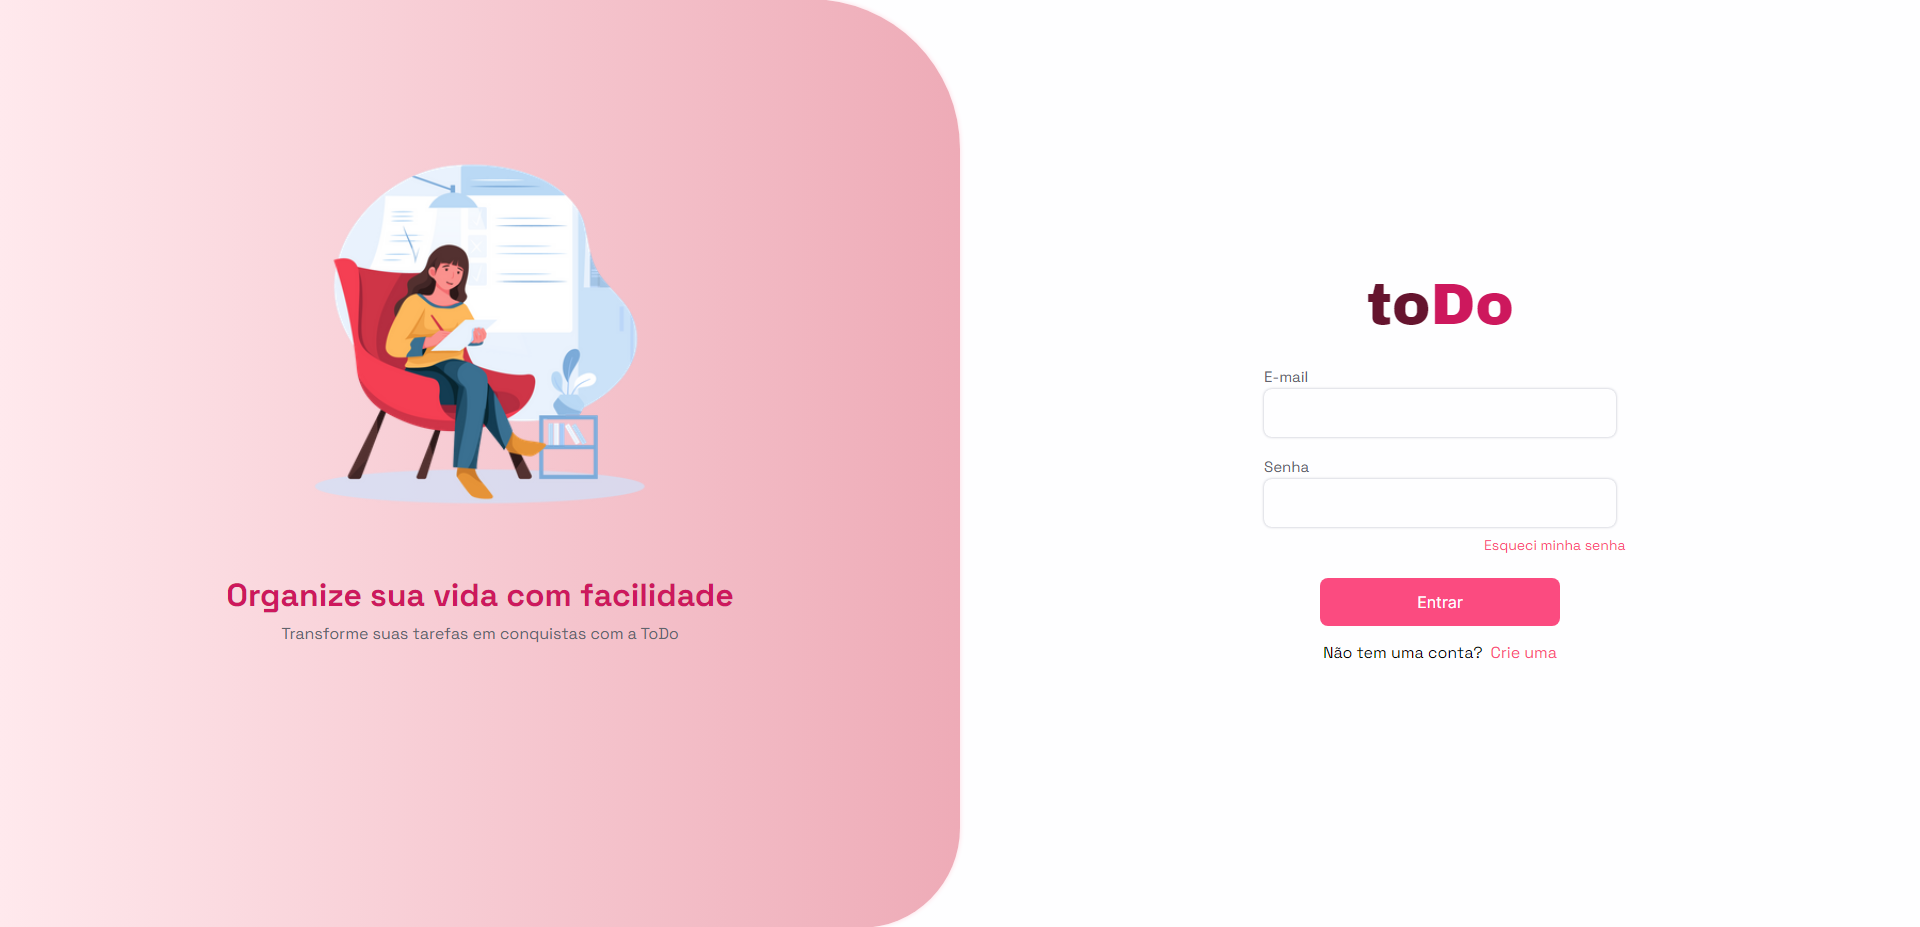 Organize sua vida com facilidade
Transforme suas tarefas em conquistas com a ToDo
toDo
E-mail
Senha
Esqueci minha senha
Entrar
Não tem uma conta? Crie uma